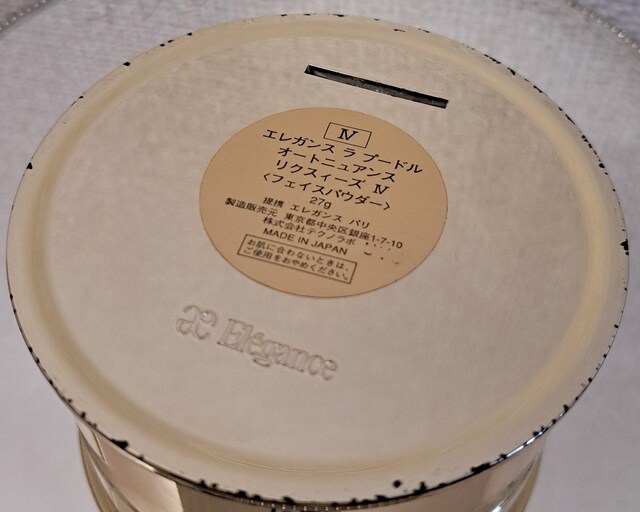 Ⅳ
エレガンス ラ プードル
オートニュアンス
リクスィーズ Ⅳ
〈フェイスパウダー〉
27g
提携 エレガンス パリ
製造販売元 東京都中央区銀座1-7-10
株式会社テクノラボ
MADE IN JAPAN
お肌に合わないときは、
ご使用をおやめください。
Elégance